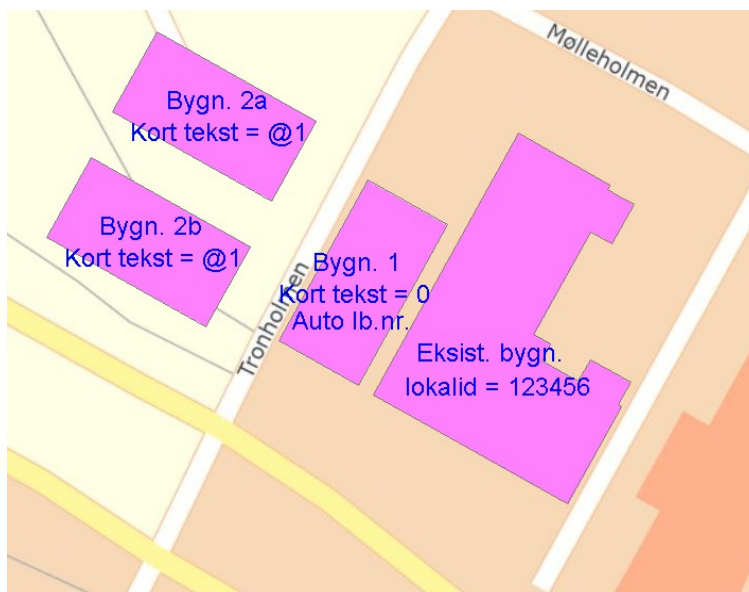 Mølleholmen
Bygn. 2a
Kort tekst = @1
Bygn. 2b
Kort tekst = @1
Bygn. 1
Kort tekst = 0
Auto lb.nr.
Tronholmen
Eksist. bygn.
lokalid = 123456